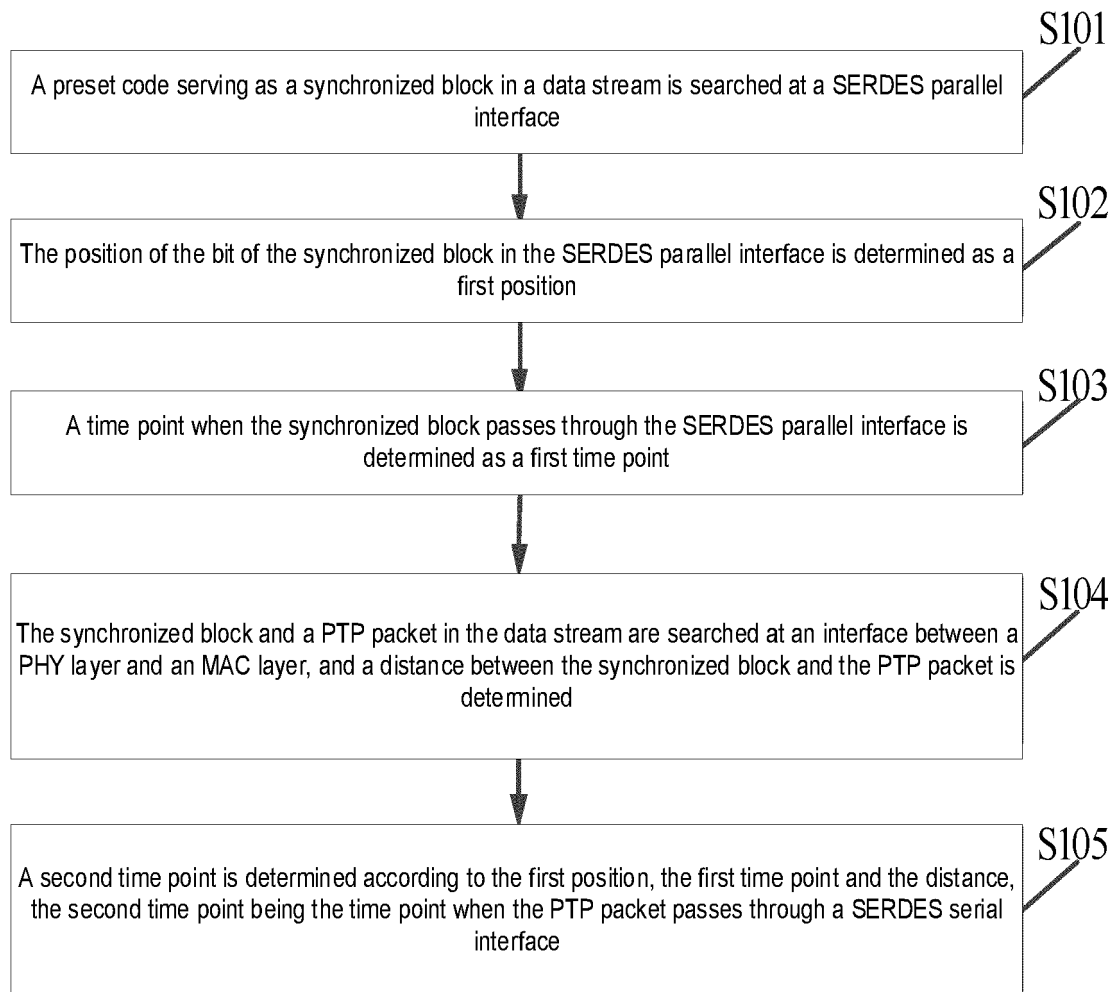 S101
A preset code serving as a synchronized block in a data stream is searched at a SERDES parallel
interface
S102
The position of the bit of the synchronized block in the SERDES parallel interface is determined as a
first position
S103
A time point when the synchronized block passes through the SERDES parallel interface is
determined as a first time point
S104
The synchronized block and a PTP packet in the data stream are searched at an interface between a
PHY layer and an MAC layer, and a distance between the synchronized block and the PTP packet is
determined
S105
A second time point is determined according to the first position, the first time point and the distance,
the second time point being the time point when the PTP packet passes through a SERDES serial
interface